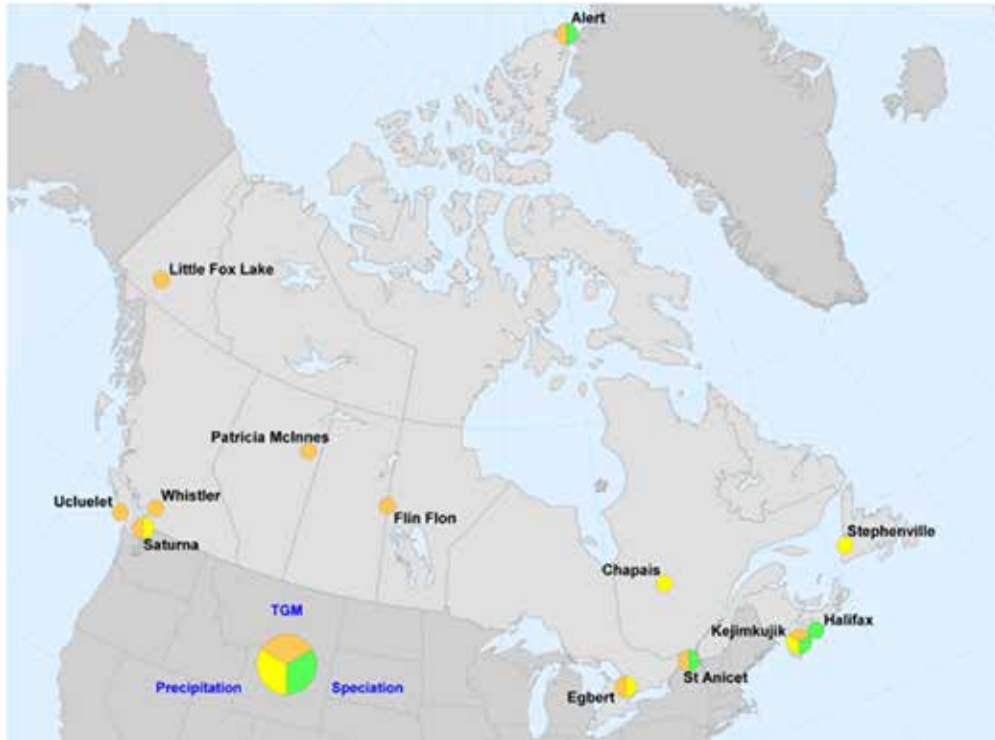 Alert
Little Fox Lake
Patricia McInnes
Ucluelet
Whistler
Flin Flon
Saturna
Stephenville
Chapais
TGM
Halifax
Kejimkujik
St Anicet
Precipitation
Speciation
Egbert